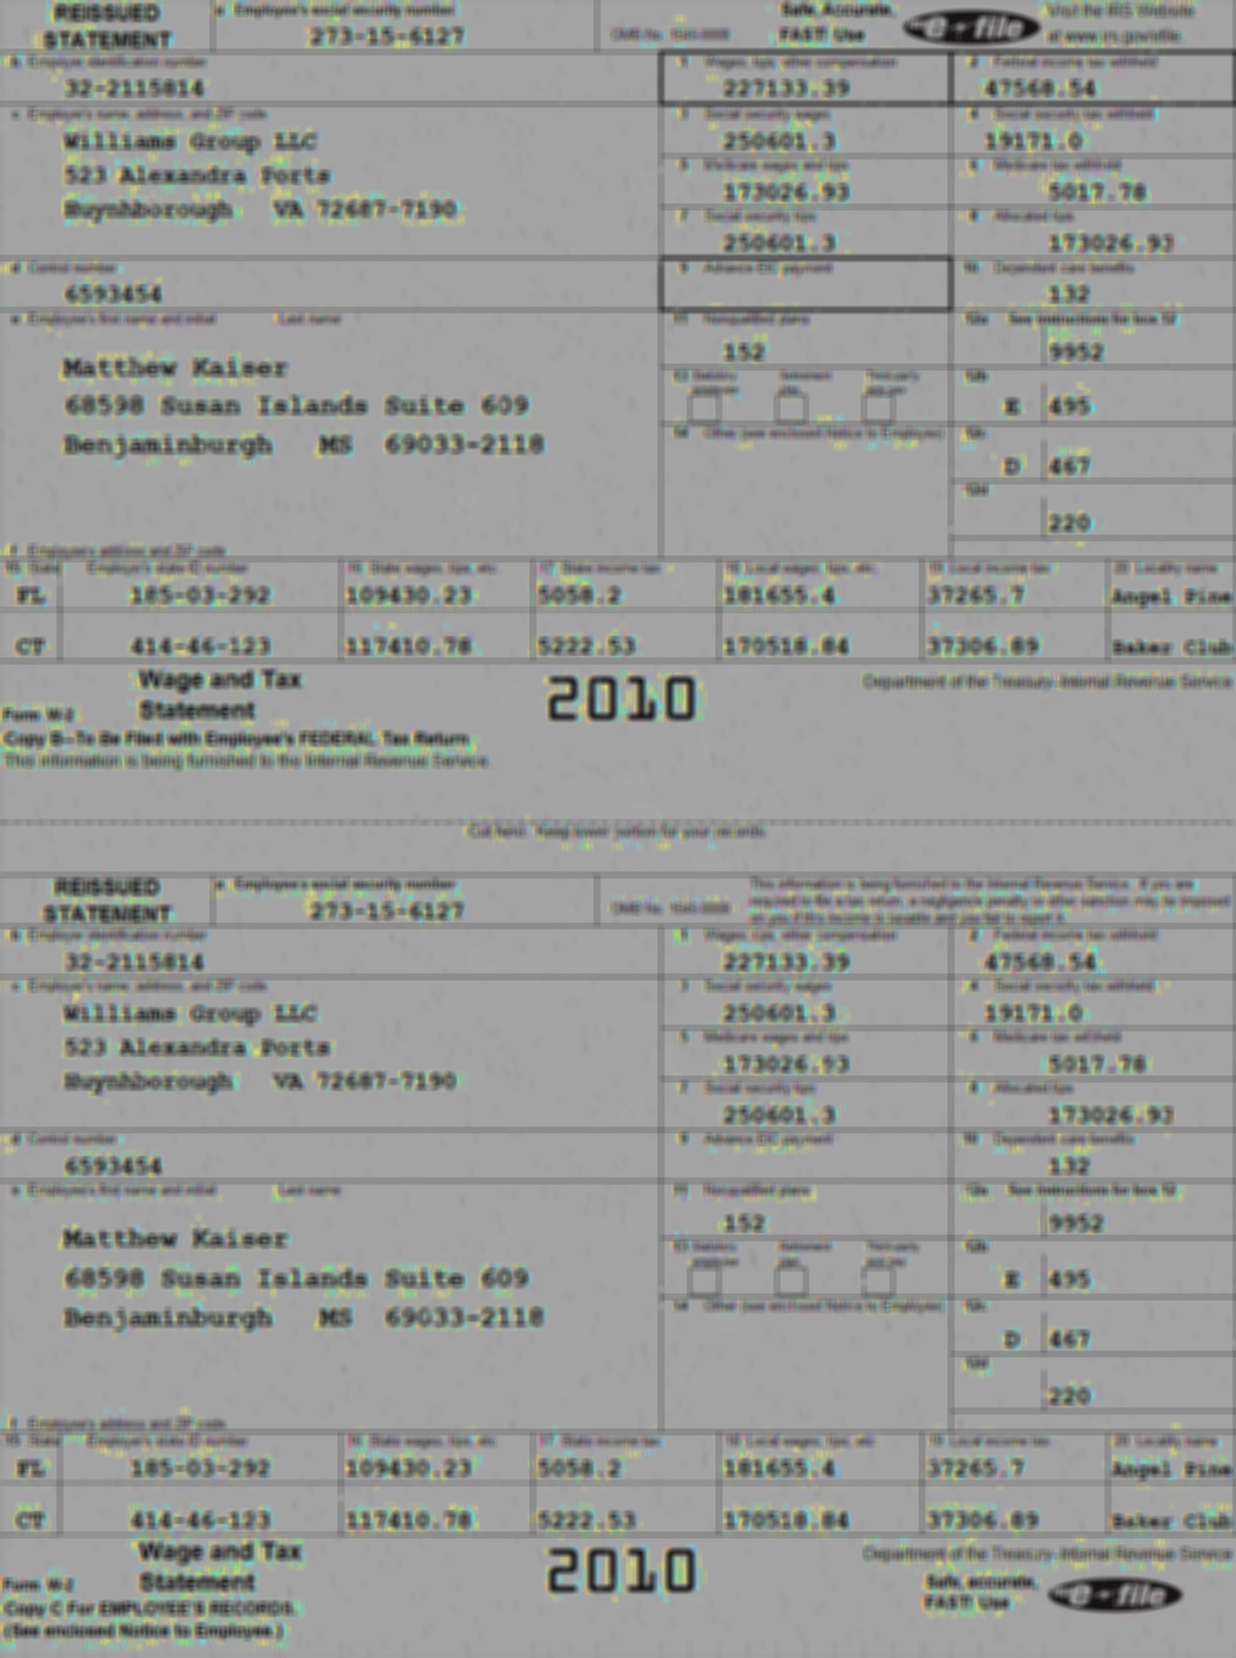 REISSUED STATEMENT
a Employee's social security number
273-15-6127
OMB No. 1545-0008
Safe, Accurate, FAST! Use
e file
Visit the IRS Website at www.irs.gov/efile.
b Employer identification number
32-2115814
1 Wages, tips, other compensation
227133.39
2 Federal income tax withheld
47568.54
c Employer's name, address, and ZIP code
Williams Group LLC
523 Alexandra Ports
Huynhborough VA 72687-7190
3 Social security wages
250601.3
4 Social security tax withheld
19171.0
5 Medicare wages and tips
173026.93
6 Medicare tax withheld
5017.78
7 Social security tips
250601.3
8 Allocated tips
173026.93
d Control number
6593454
9 Advance EIC payment
10 Dependent care benefits
132
e Employee's first name and initial Last name
Matthew Kaiser
68598 Susan Islands Suite 609
Benjaminburgh MS 69033-2118
11 Nonqualified plans
152
12a See instructions for box 12
9952
13 Statutory employee Retirement plan Third-party sick pay
12b
E 495
14 Other (see enclosed Notice to Employee)
12c
D 467
12d
220
f Employee's address and ZIP code
15 State Employer's state ID number 16 State wages, tips, etc. 17 State income tax 18 Local wages, tips, etc. 19 Local income tax 20 Locality name
FL 185-03-292 109430.23 5058.2 181655.4 37265.7 Angel Pine
CT 414-46-123 117410.78 5222.53 170518.84 37306.89 Baker Club
Form W-2 Wage and Tax Statement
2010
Department of the Treasury-Internal Revenue Service
Copy B-To Be Filed with Employee's FEDERAL Tax Return
This information is being furnished to the Internal Revenue Service.
Cut here. Keep lower portion for your records.
REISSUED STATEMENT
a Employee's social security number
273-15-6127
OMB No. 1545-0008
This information is being furnished to the Internal Revenue Service. If you are
required to file a tax return, a negligence penalty or other sanction may be imposed
on you if this income is taxable and you fail to report it.
b Employer identification number
32-2115814
1 Wages, tips, other compensation
227133.39
2 Federal income tax withheld
47568.54
c Employer's name, address, and ZIP code
Williams Group LLC
523 Alexandra Ports
Huynhborough VA 72687-7190
3 Social security wages
250601.3
4 Social security tax withheld
19171.0
5 Medicare wages and tips
173026.93
6 Medicare tax withheld
5017.78
7 Social security tips
250601.3
8 Allocated tips
173026.93
d Control number
6593454
9 Advance EIC payment
10 Dependent care benefits
132
e Employee's first name and initial Last name
Matthew Kaiser
68598 Susan Islands Suite 609
Benjaminburgh MS 69033-2118
11 Nonqualified plans
152
12a See instructions for box 12
9952
13 Statutory employee Retirement plan Third-party sick pay
12b
E 495
14 Other (see enclosed Notice to Employee)
12c
D 467
12d
220
f Employee's address and ZIP code
15 State Employer's state ID number 16 State wages, tips, etc. 17 State income tax 18 Local wages, tips, etc. 19 Local income tax 20 Locality name
FL 185-03-292 109430.23 5058.2 181655.4 37265.7 Angel Pine
CT 414-46-123 117410.78 5222.53 170518.84 37306.89 Baker Club
Form W-2 Wage and Tax Statement
2010
Department of the Treasury-Internal Revenue Service
Copy C For EMPLOYEE'S RECORDS.
(See enclosed Notice to Employee.)
Safe, accurate, FAST! Use
e file